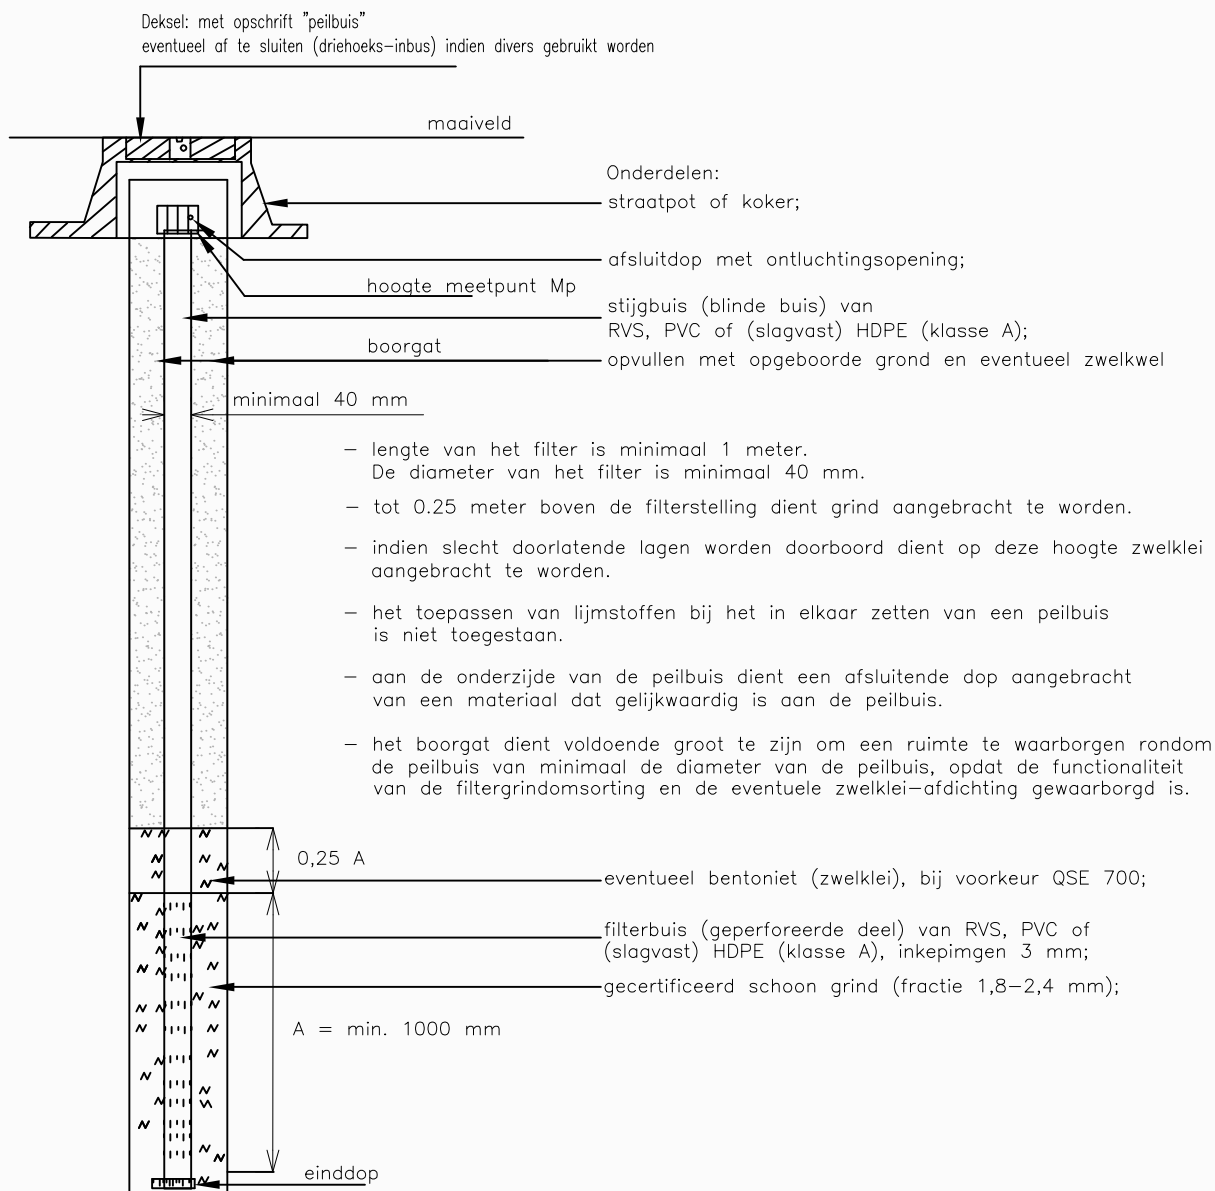 Deksel: met opschrift "peilbuis"
eventueel af te sluiten (driehoeks-inbus) indien divers gebruikt worden
maaiveld
Onderdelen:
straatpot of koker;
afsluitdop met ontluchtingsopening;
hoogte meetpunt Mp
stijgbuis (blinde buis) van
RVS, PVC of (slagvast) HDPE (klasse A);
boorgat
opvullen met opgeboorde grond en eventueel zwelkwel
minimaal 40 mm
- lengte van het filter is minimaal 1 meter.
De diameter van het filter is minimaal 40 mm.
- tot 0.25 meter boven de filterstelling dient grind aangebracht te worden.
- indien slecht doorlatende lagen worden doorboord dient op deze hoogte zwelklei
aangebracht te worden.
- het toepassen van lijmstoffen bij het in elkaar zetten van een peilbuis
is niet toegestaan.
- aan de onderzijde van de peilbuis dient een afsluitende dop aangebracht
van een materiaal dat gelijkwaardig is aan de peilbuis.
- het boorgat dient voldoende groot te zijn om een ruimte te waarborgen rondom
de peilbuis van minimaal de diameter van de peilbuis, opdat de functionaliteit
van de filtergrindomsorting en de eventuele zwelklei-afdichting gewaarborgd is.
0,25 A
eventueel bentoniet (zwelklei), bij voorkeur QSE 700;
filterbuis (geperforeerde deel) van RVS, PVC of
(slagvast) HDPE (klasse A), inkepimgen 3 mm;
gecertificeerd schoon grind (fractie 1,8-2,4 mm);
A = min. 1000 mm
einddop